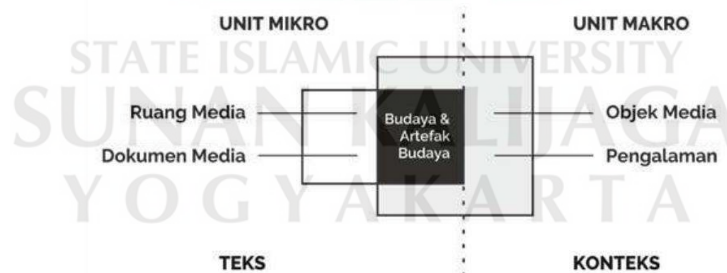 UNIT MIKRO
UNIT MAKRO
STATE ISLAMIC UNIVERSITY
SUNAN KALIJAGA
YOGYAKARTA
Ruang Media
Dokumen Media
Budaya &
Artefak
Budaya
Objek Media
Pengalaman
TEKS
KONTEKS